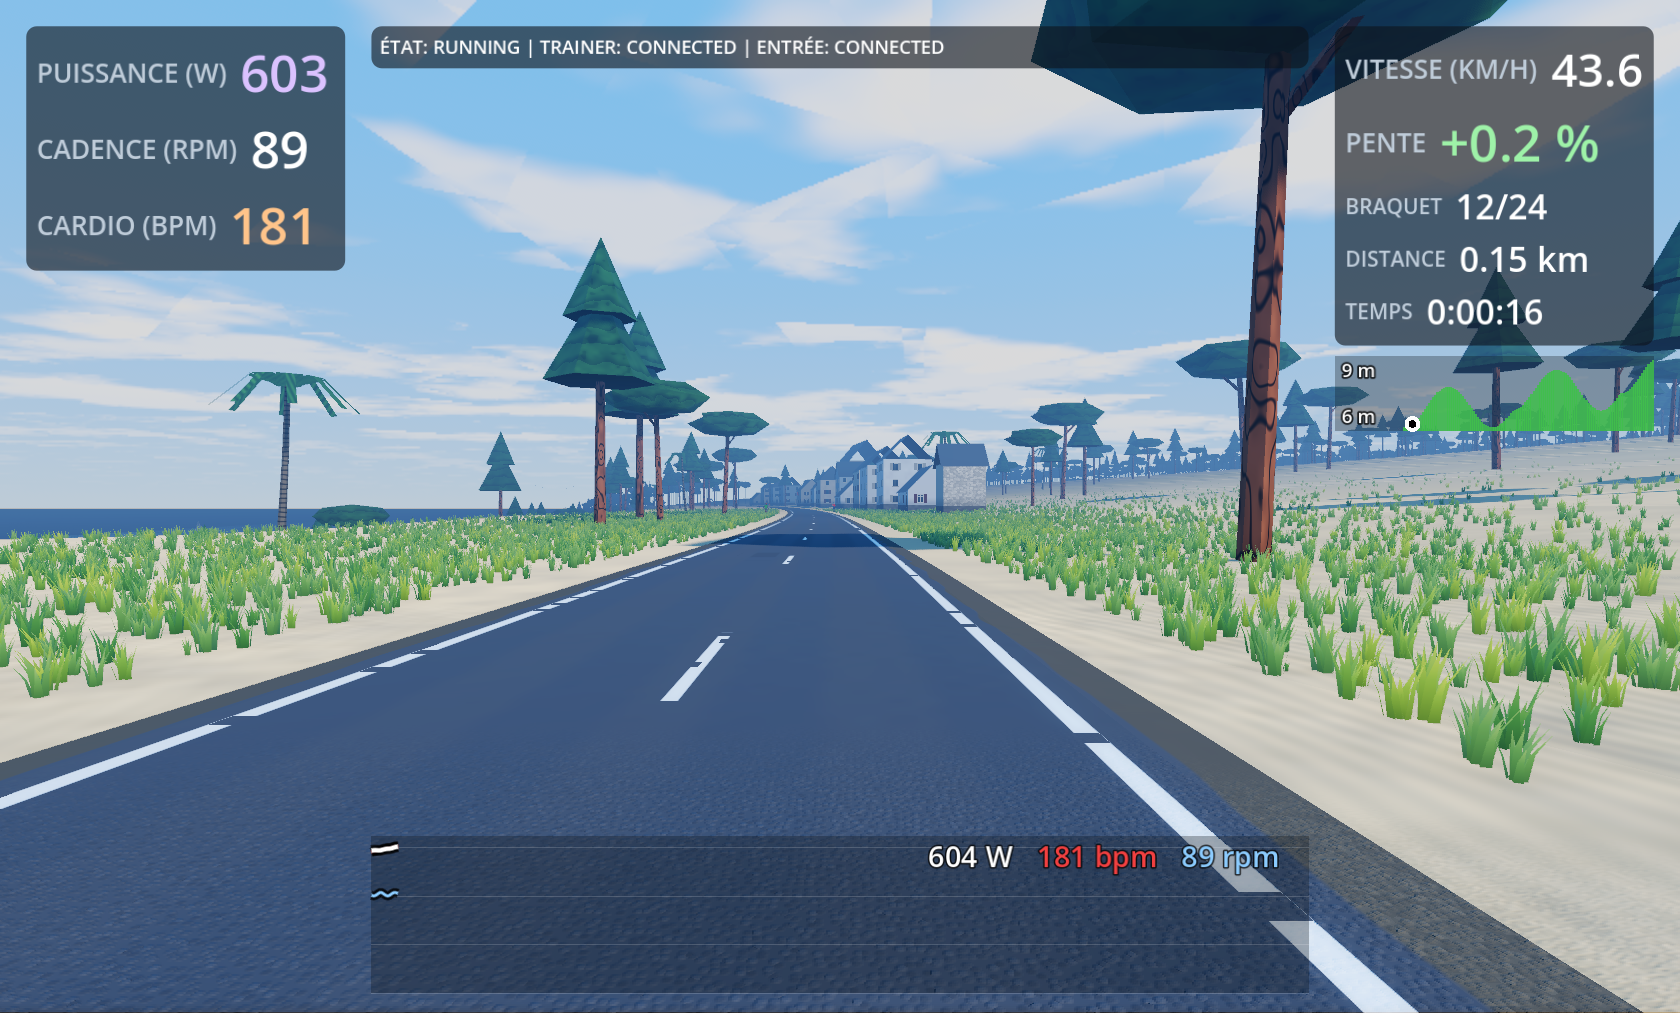 PUISSANCE (W) 603
CADENCE (RPM) 89
CARDIO (BPM) 181
ÉTAT: RUNNING | TRAINER: CONNECTED | ENTRÉE: CONNECTED
VITESSE (KM/H) 43.6
PENTE +0.2 %
BRAQUET 12/24
DISTANCE 0.15 km
TEMPS 0:00:16
9 m
6 m
604 W 181 bpm 89 rpm